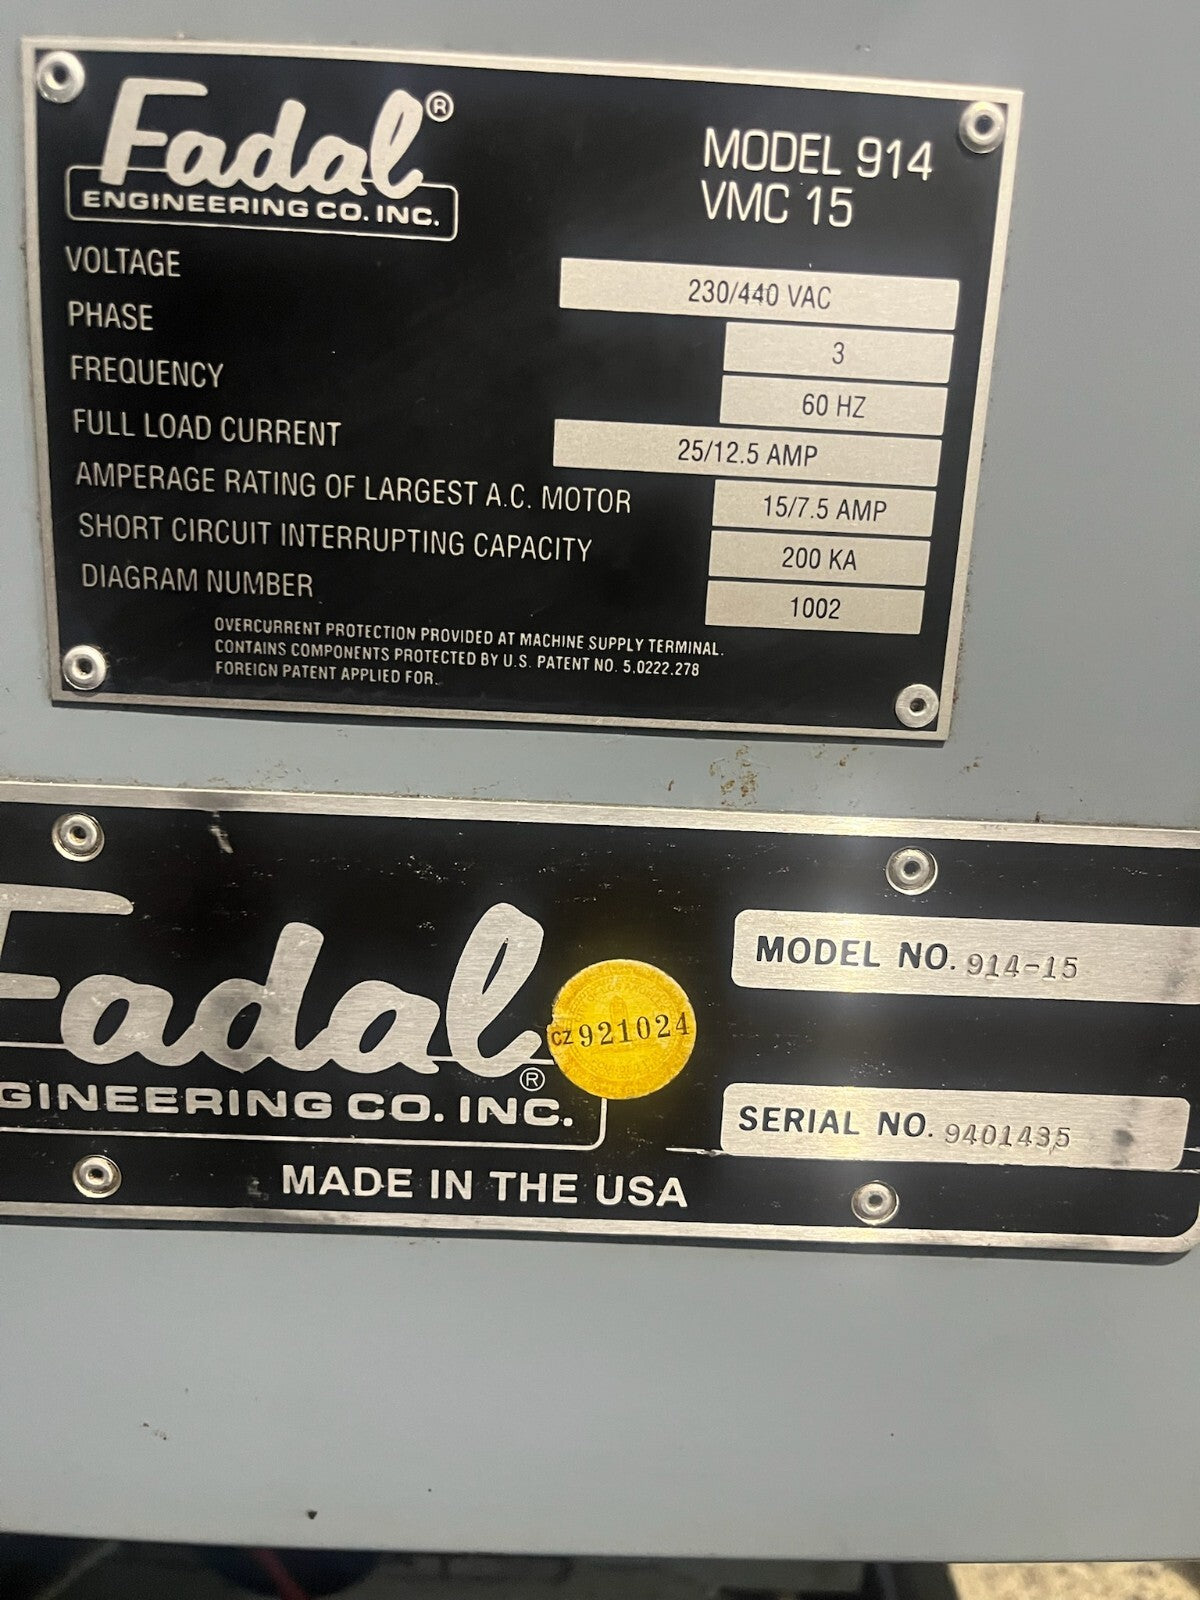 Fadal®
ENGINEERING CO. INC.
MODEL 914
VMC 15
VOLTAGE 230/440 VAC
PHASE 3
FREQUENCY 60 HZ
FULL LOAD CURRENT 25/12.5 AMP
AMPERAGE RATING OF LARGEST A.C. MOTOR 15/7.5 AMP
SHORT CIRCUIT INTERRUPTING CAPACITY 200 KA
DIAGRAM NUMBER 1002
OVERCURRENT PROTECTION PROVIDED AT MACHINE SUPPLY TERMINAL.
CONTAINS COMPONENTS PROTECTED BY U.S. PATENT NO. 5,0222,278
FOREIGN PATENT APPLIED FOR.
Fadal®
GINEERING CO. INC.
MADE IN THE USA
CZ921024
MODEL NO. 914-15
SERIAL NO. 9401435